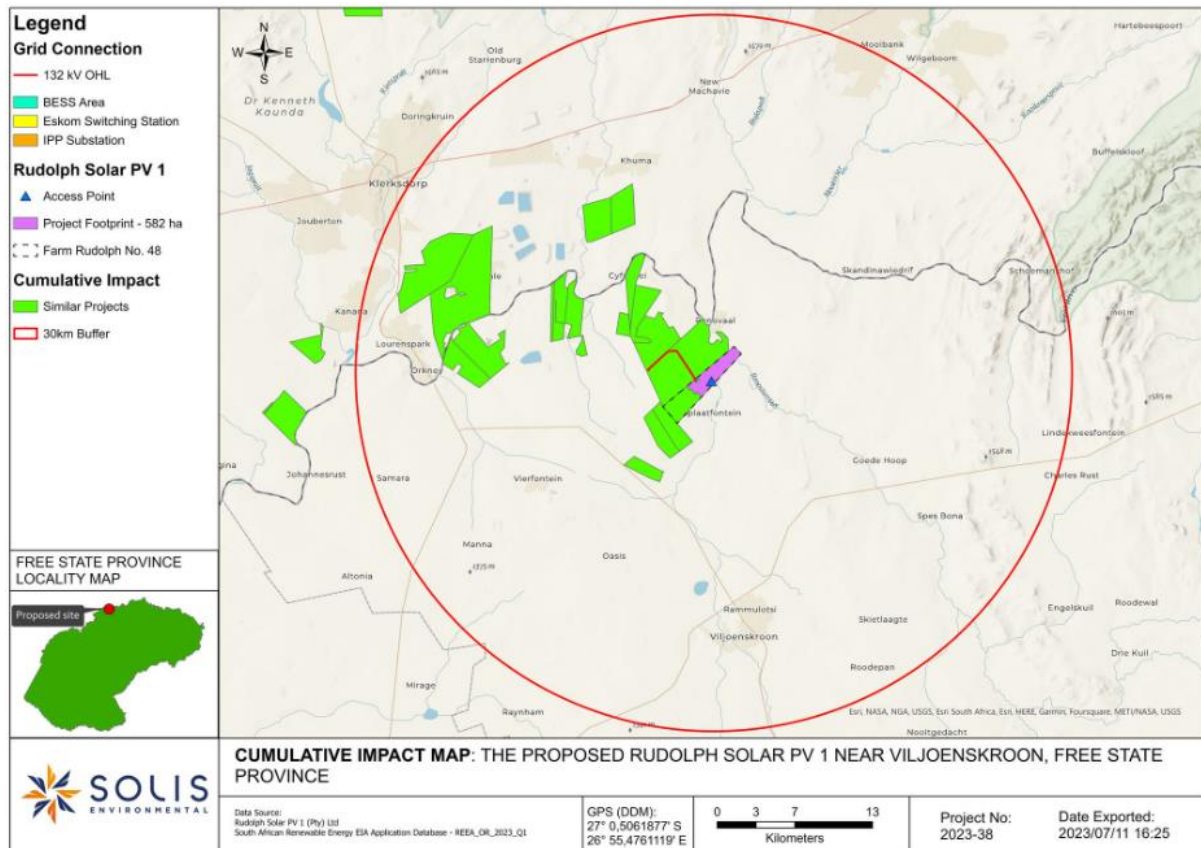 Legend
Grid Connection
132 kV OHL
BESS Area
Eskom Switching Station
IPP Substation
Rudolph Solar PV 1
Access Point
Project Footprint - 582 ha
Farm Rudolph No. 48
Cumulative Impact
Similar Projects
30km Buffer
FREE STATE PROVINCE
LOCALITY MAP
Proposed site
N
W
E
S
Old
Starrenburg
New
Machavie
Mooibank
Wilgeboom
Hartebeespoort
Dr Kenneth
Kaunda
Doringkruin
Khuma
Buffelskloof
Klerksdorp
Jouberton
Skandinawiedrif
Kanana
Lourenspark
Orkney
plaatfontein
Lindekweesfontein
Johannesrust
Samara
Vierfontein
Goede Hoop
Charles Rust
Spes Bona
Manna
Oasis
Altonia
Rammulotsi
Viljoenskroon
Skietlaagte
Engelskuil
Roodewal
Roodepan
Drie Kuil
Mirage
Raynham
Nooitgedacht
Esri, NASA, NGA, USGS, Esri South Africa, Esri, HERE, Garmin, Foursquare, METI/NASA, USGS
SOLIS
ENVIRONMENTAL
CUMULATIVE IMPACT MAP: THE PROPOSED RUDOLPH SOLAR PV 1 NEAR VILJOENSKROON, FREE STATE
PROVINCE
Data Source:
Rudolph Solar PV 1 (Pty) Ltd
South African Renewable Energy EIA Application Database - REEA_OR_2023_Q1
GPS (DDM):
27° 0,5061877' S
26° 55,4761119' E
0 3 7 13
Kilometers
Project No:
2023-38
Date Exported:
2023/07/11 16:25